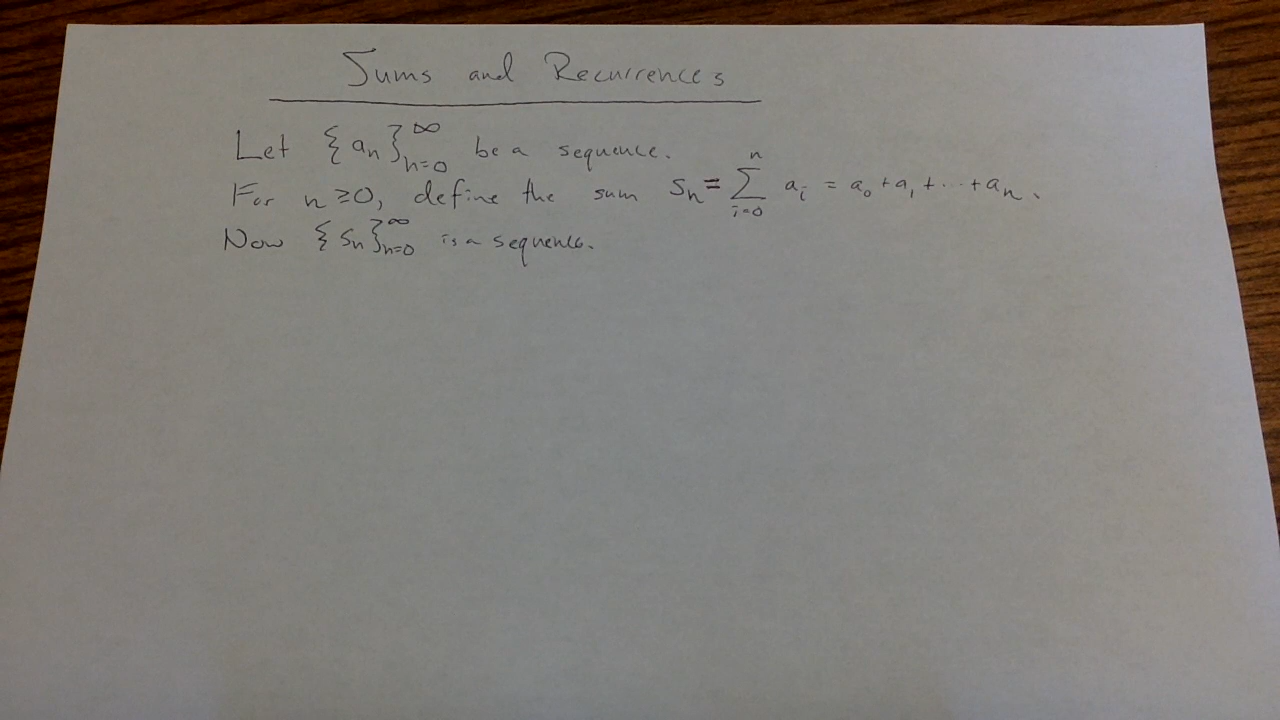 Sums and Recurrences
Let {aₙ}ₙ₌₀^∞ be a sequence.
For n ≥ 0, define the sum Sₙ = ∑ᵢ₌₀ⁿ aᵢ = a₀ + a₁ + ⋯ + aₙ.
Now {Sₙ}ₙ₌₀^∞ is a sequence.